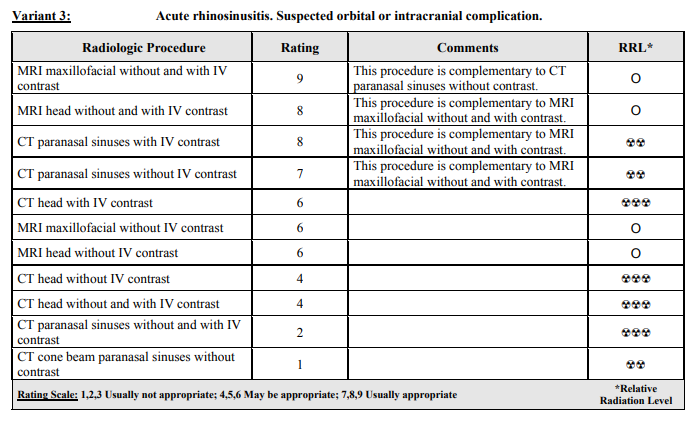 Variant 3: Acute rhinosinusitis. Suspected orbital or intracranial complication.
Radiologic Procedure Rating Comments RRL*
MRI maxillofacial without and with IV contrast 9 This procedure is complementary to CT paranasal sinuses without contrast. O
MRI head without and with IV contrast 8 This procedure is complementary to MRI maxillofacial without and with contrast. O
CT paranasal sinuses with IV contrast 8 This procedure is complementary to MRI maxillofacial without and with contrast. ☢☢
CT paranasal sinuses without IV contrast 7 This procedure is complementary to MRI maxillofacial without and with contrast. ☢☢
CT head with IV contrast 6 ☢☢☢
MRI maxillofacial without IV contrast 6 O
MRI head without IV contrast 6 O
CT head without IV contrast 4 ☢☢☢
CT head without and with IV contrast 4 ☢☢☢
CT paranasal sinuses without and with IV contrast 2 ☢☢☢
CT cone beam paranasal sinuses without contrast 1 ☢☢
Rating Scale: 1,2,3 Usually not appropriate; 4,5,6 May be appropriate; 7,8,9 Usually appropriate *Relative Radiation Level